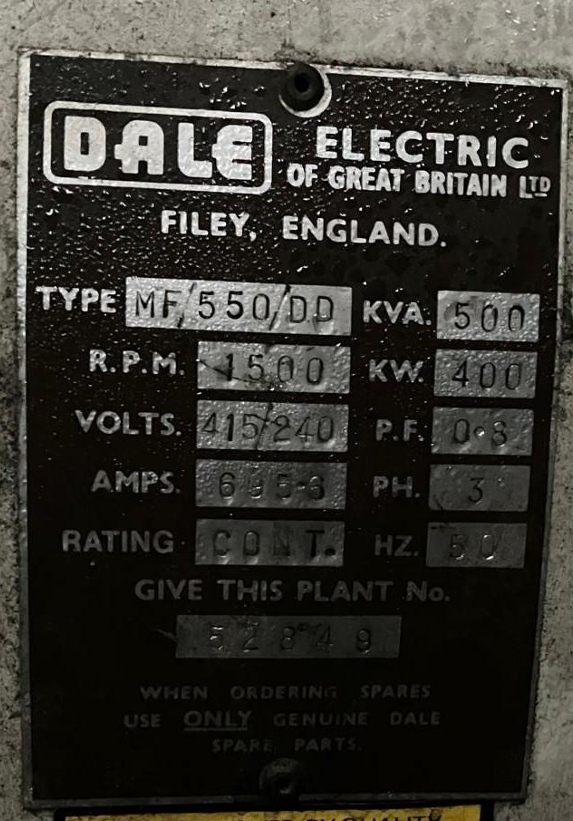 DALE ELECTRIC
OF GREAT BRITAIN LTD
FILEY, ENGLAND.
TYPE MF/550/DD KVA. 500
R.P.M. 1500 KW. 400
VOLTS. 415/240 P.F. 0·8
AMPS. 695·6 PH. 3
RATING CONT. HZ. 50
GIVE THIS PLANT No.
52849
WHEN ORDERING SPARES
USE ONLY GENUINE DALE
SPARE PARTS.